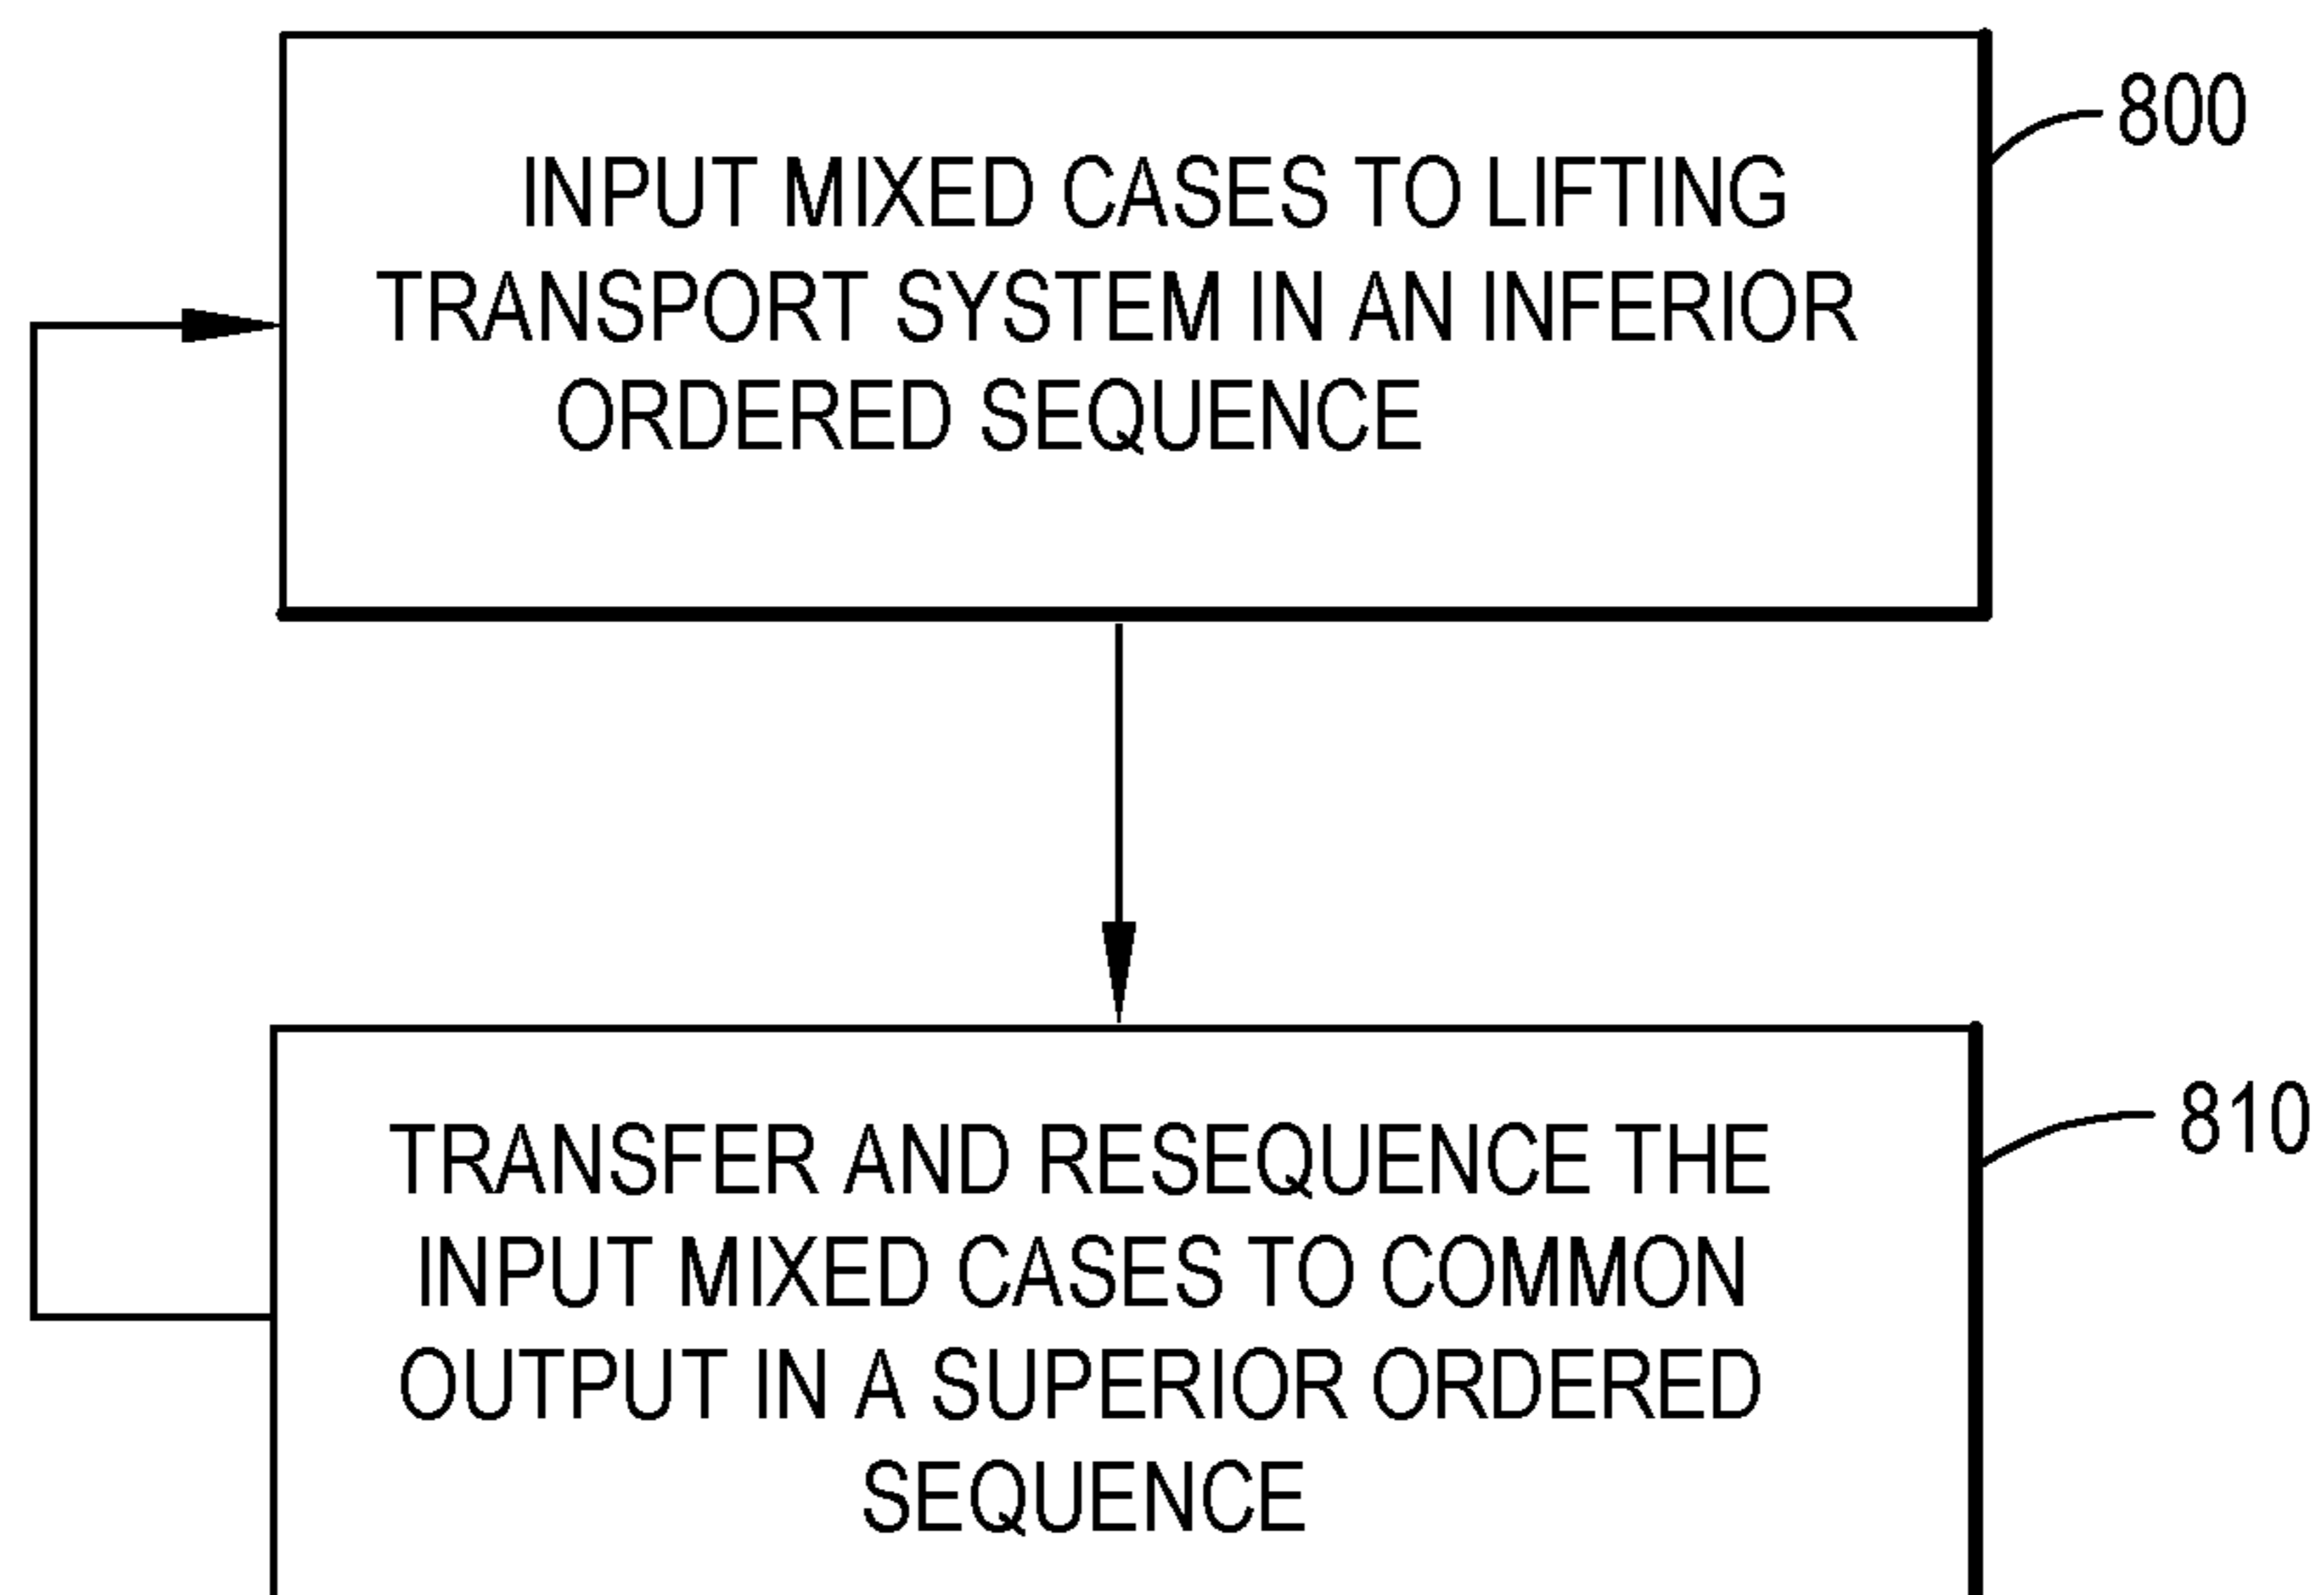 INPUT MIXED CASES TO LIFTING
TRANSPORT SYSTEM IN AN INFERIOR
ORDERED SEQUENCE
800
TRANSFER AND RESEQUENCE THE
INPUT MIXED CASES TO COMMON
OUTPUT IN A SUPERIOR ORDERED
SEQUENCE
810